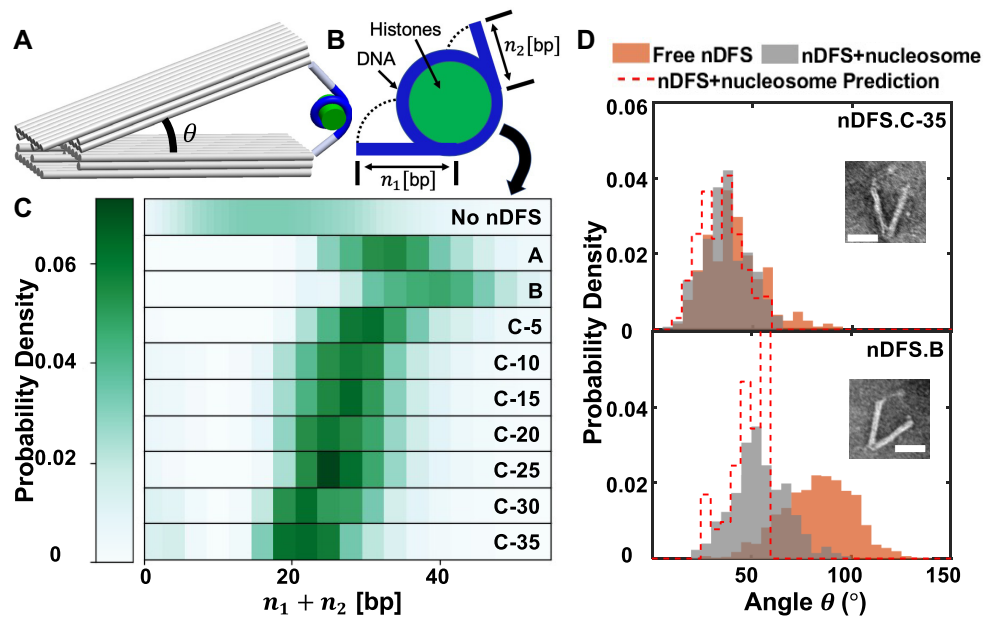 A
θ
B
Histones
DNA
n₂[bp]
n₁[bp]
C
Probability Density
0.06
0.04
0.02
0
No nDFS
A
B
C-5
C-10
C-15
C-20
C-25
C-30
C-35
0
20
40
n₁ + n₂ [bp]
D
Free nDFS
nDFS+nucleosome
nDFS+nucleosome Prediction
Probability Density
0.06
0.04
0.02
0
nDFS.C-35
0.04
0.02
0
nDFS.B
50
100
150
Angle θ (°)